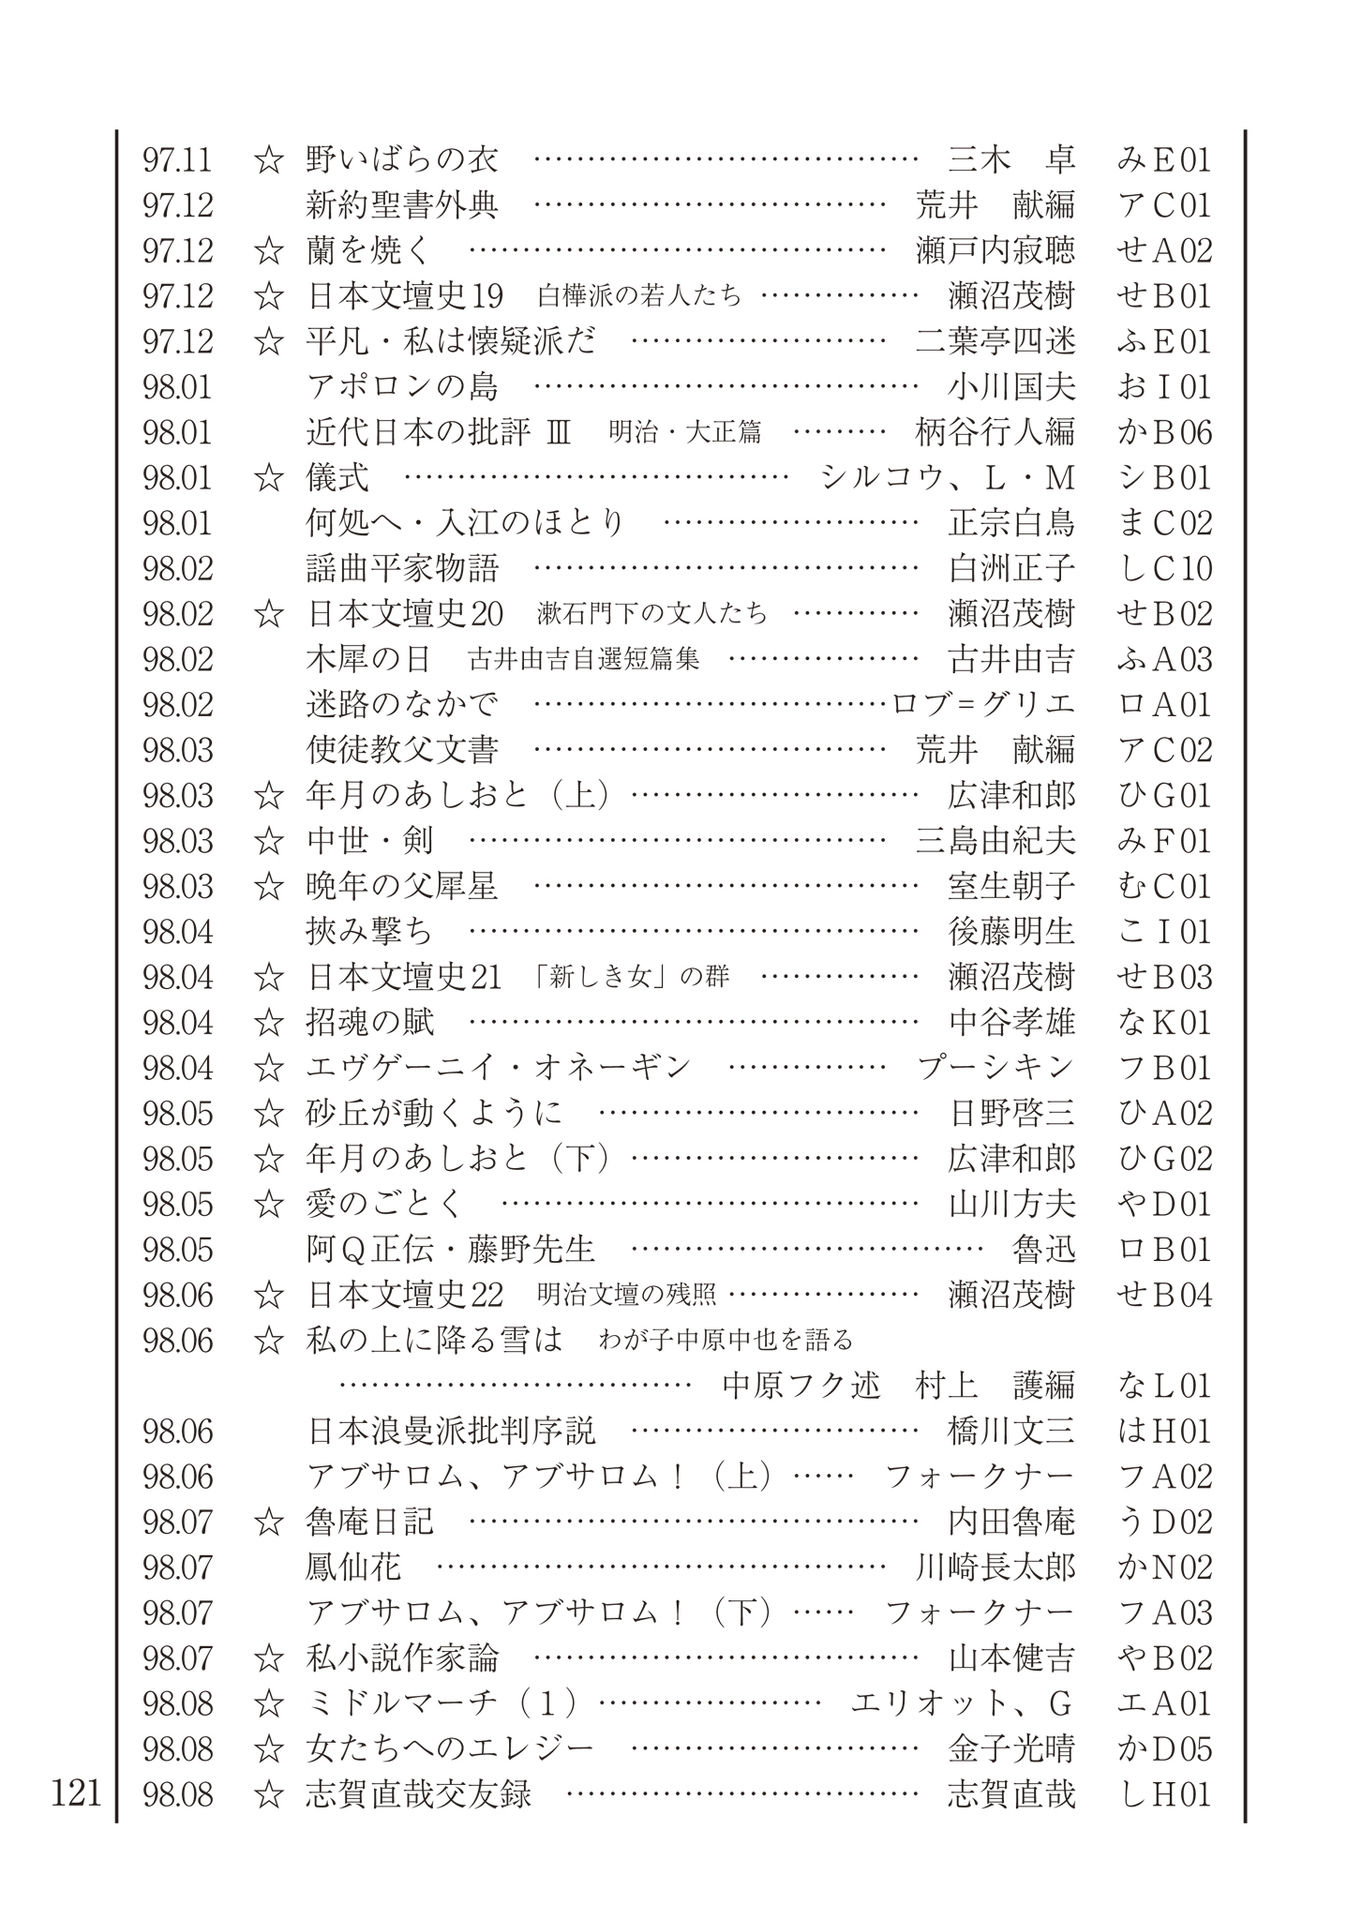 97.11 ☆ 野いばらの衣 ………………………………… 三木　卓 みE01
97.12 新約聖書外典 ……………………………… 荒井　献編 アC01
97.12 ☆ 蘭を焼く …………………………………… 瀬戸内寂聴 せA02
97.12 ☆ 日本文壇史19 白樺派の若人たち …………… 瀬沼茂樹 せB01
97.12 ☆ 平凡・私は懐疑派だ …………………… 二葉亭四迷 ふE01
98.01 アポロンの島 ………………………………… 小川国夫 おI01
98.01 近代日本の批評 Ⅲ 明治・大正篇 ……… 柄谷行人編 かB06
98.01 ☆ 儀式 ……………………………… シルコウ、L・M シB01
98.01 何処へ・入江のほとり …………………… 正宗白鳥 まC02
98.02 謡曲平家物語 ………………………………… 白洲正子 しC10
98.02 ☆ 日本文壇史20 漱石門下の文人たち ………… 瀬沼茂樹 せB02
98.02 木犀の日 古井由吉自選短篇集 ……………… 古井由吉 ふA03
98.02 迷路のなかで ……………………………ロブ=グリエ ロA01
98.03 使徒教父文書 ……………………………… 荒井　献編 アC02
98.03 ☆ 年月のあしおと（上）……………………… 広津和郎 ひG01
98.03 ☆ 中世・剣 …………………………………… 三島由紀夫 みF01
98.03 ☆ 晩年の父犀星 ………………………………… 室生朝子 むC01
98.04 挾み撃ち ……………………………………… 後藤明生 こI01
98.04 ☆ 日本文壇史21 「新しき女」の群 …………… 瀬沼茂樹 せB03
98.04 ☆ 招魂の賦 ……………………………………… 中谷孝雄 なK01
98.04 ☆ エヴゲーニイ・オネーギン …………… プーシキン フB01
98.05 ☆ 砂丘が動くように ………………………… 日野啓三 ひA02
98.05 ☆ 年月のあしおと（下）……………………… 広津和郎 ひG02
98.05 ☆ 愛のごとく …………………………………… 山川方夫 やD01
98.05 阿Q正伝・藤野先生 …………………………… 魯迅 ロB01
98.06 ☆ 日本文壇史22 明治文壇の残照 ……………… 瀬沼茂樹 せB04
98.06 ☆ 私の上に降る雪は わが子中原中也を語る
…………………………… 中原フク述　村上　護編 なL01
98.06 日本浪曼派批判序説 ……………………… 橋川文三 はH01
98.06 アブサロム、アブサロム！（上）…… フォークナー フA02
98.07 ☆ 魯庵日記 ……………………………………… 内田魯庵 うD02
98.07 鳳仙花 ……………………………………… 川崎長太郎 かN02
98.07 アブサロム、アブサロム！（下）…… フォークナー フA03
98.07 ☆ 私小説作家論 ………………………………… 山本健吉 やB02
98.08 ☆ ミドルマーチ（1）………………… エリオット、G エA01
98.08 ☆ 女たちへのエレジー ……………………… 金子光晴 かD05
98.08 ☆ 志賀直哉交友録 ……………………………… 志賀直哉 しH01
121